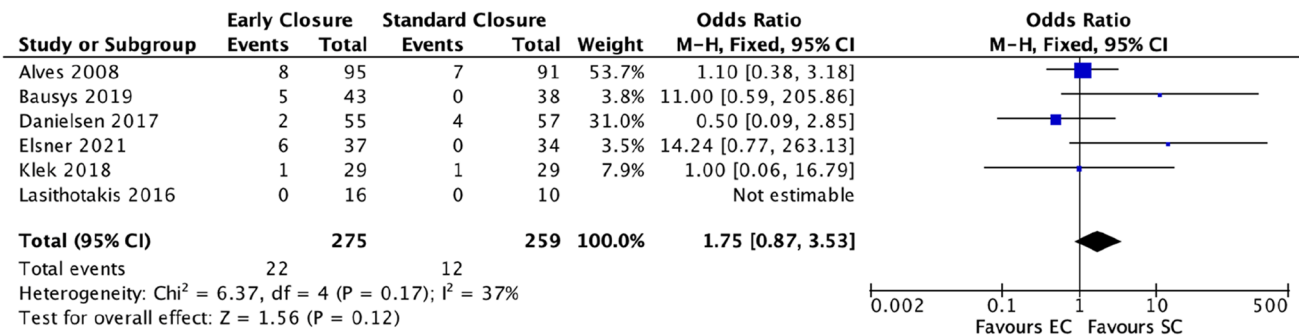 Early Closure Standard Closure Odds Ratio Odds Ratio
Study or Subgroup Events Total Events Total Weight M-H, Fixed, 95% CI M-H, Fixed, 95% CI
Alves 2008 8 95 7 91 53.7% 1.10 [0.38, 3.18]
Bausys 2019 5 43 0 38 3.8% 11.00 [0.59, 205.86]
Danielsen 2017 2 55 4 57 31.0% 0.50 [0.09, 2.85]
Elsner 2021 6 37 0 34 3.5% 14.24 [0.77, 263.13]
Klek 2018 1 29 1 29 7.9% 1.00 [0.06, 16.79]
Lasithotakis 2016 0 16 0 10 Not estimable
Total (95% CI) 275 259 100.0% 1.75 [0.87, 3.53]
Total events 22 12
Heterogeneity: Chi² = 6.37, df = 4 (P = 0.17); I² = 37%
Test for overall effect: Z = 1.56 (P = 0.12)
0.002 0.1 1 10 500
Favours EC Favours SC